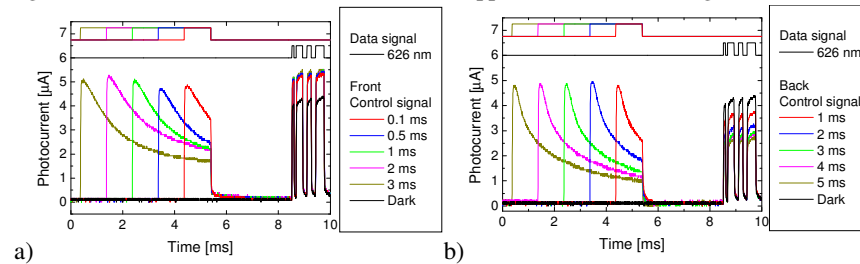 Data signal
626 nm
Front
Control signal
0.1 ms
0.5 ms
1 ms
2 ms
3 ms
Dark
Photocurrent [µA]
7
6
5
4
3
2
1
0
0 2 4 6 8 10
Time [ms]
a)
Data signal
626 nm
Back
Control signal
1 ms
2 ms
3 ms
4 ms
5 ms
Dark
Photocurrent [µA]
7
6
5
4
3
2
1
0
0 2 4 6 8 10
Time [ms]
b)